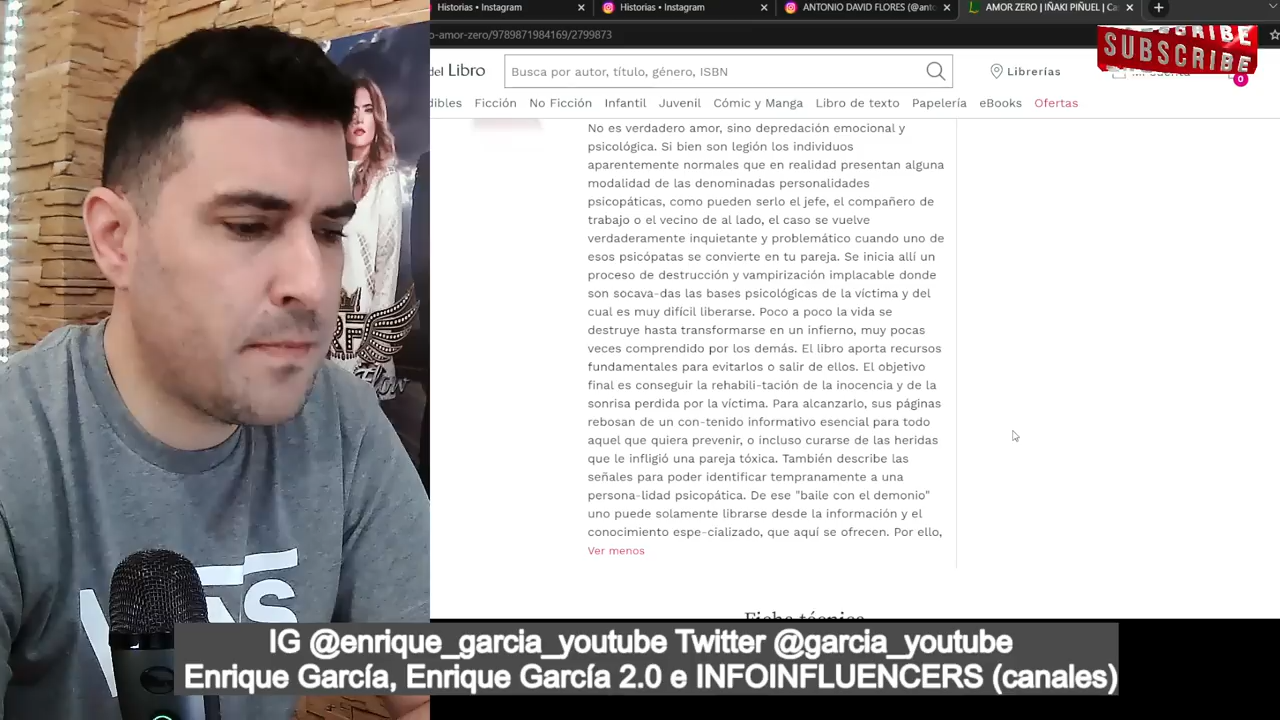 Historias • Instagram
Historias • Instagram
ANTONIO DAVID FLORES (@anto
AMOR ZERO | IÑAKI PIÑUEL | Ca
o-amor-zero/9789871984169/2799873
SUBSCRIBE
SUBSCRIBE
del Libro
Busca por autor, título, género, ISBN
Librerías
Mi cuenta
0
dibles Ficción No Ficción Infantil Juvenil Cómic y Manga Libro de texto Papelería eBooks Ofertas
No es verdadero amor, sino depredación emocional y
psicológica. Si bien son legión los individuos
aparentemente normales que en realidad presentan alguna
modalidad de las denominadas personalidades
psicopáticas, como pueden serlo el jefe, el compañero de
trabajo o el vecino de al lado, el caso se vuelve
verdaderamente inquietante y problemático cuando uno de
esos psicópatas se convierte en tu pareja. Se inicia allí un
proceso de destrucción y vampirización implacable donde
son socava-das las bases psicológicas de la víctima y del
cual es muy difícil liberarse. Poco a poco la vida se
destruye hasta transformarse en un infierno, muy pocas
veces comprendido por los demás. El libro aporta recursos
fundamentales para evitarlos o salir de ellos. El objetivo
final es conseguir la rehabili-tación de la inocencia y de la
sonrisa perdida por la víctima. Para alcanzarlo, sus páginas
rebosan de un con-tenido informativo esencial para todo
aquel que quiera prevenir, o incluso curarse de las heridas
que le infligió una pareja tóxica. También describe las
señales para poder identificar tempranamente a una
persona-lidad psicopática. De ese "baile con el demonio"
uno puede solamente librarse desde la información y el
conocimiento espe-cializado, que aquí se ofrecen. Por ello,
Ver menos
Ficha técnica
RF
Flow
IG @enrique_garcia_youtube Twitter @garcia_youtube
Enrique García, Enrique García 2.0 e INFOINFLUENCERS (canales)